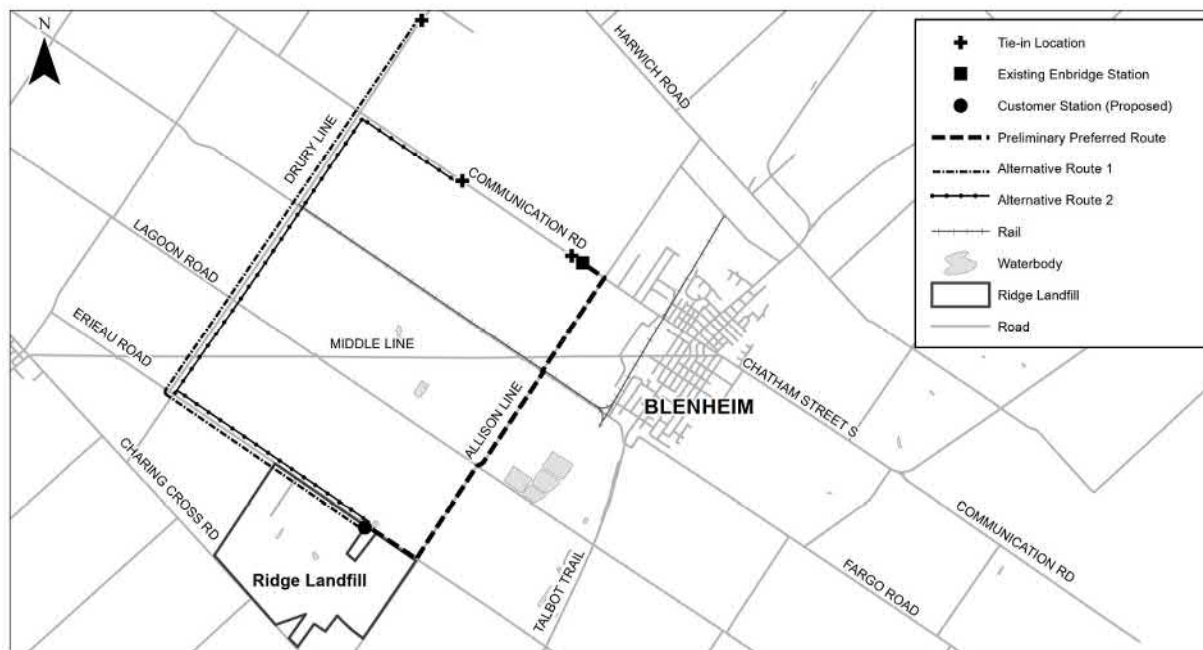 N
HARWICH ROAD
DRURY LINE
COMMUNICATION RD
LAGOON ROAD
ERIEAU ROAD
MIDDLE LINE
ALLISON LINE
CHATHAM STREET S
BLENHEIM
CHARING CROSS RD
Ridge Landfill
TALBOT TRAIL
FARGO ROAD
COMMUNICATION RD
Tie-in Location
Existing Enbridge Station
Customer Station (Proposed)
Preliminary Preferred Route
Alternative Route 1
Alternative Route 2
Rail
Waterbody
Ridge Landfill
Road